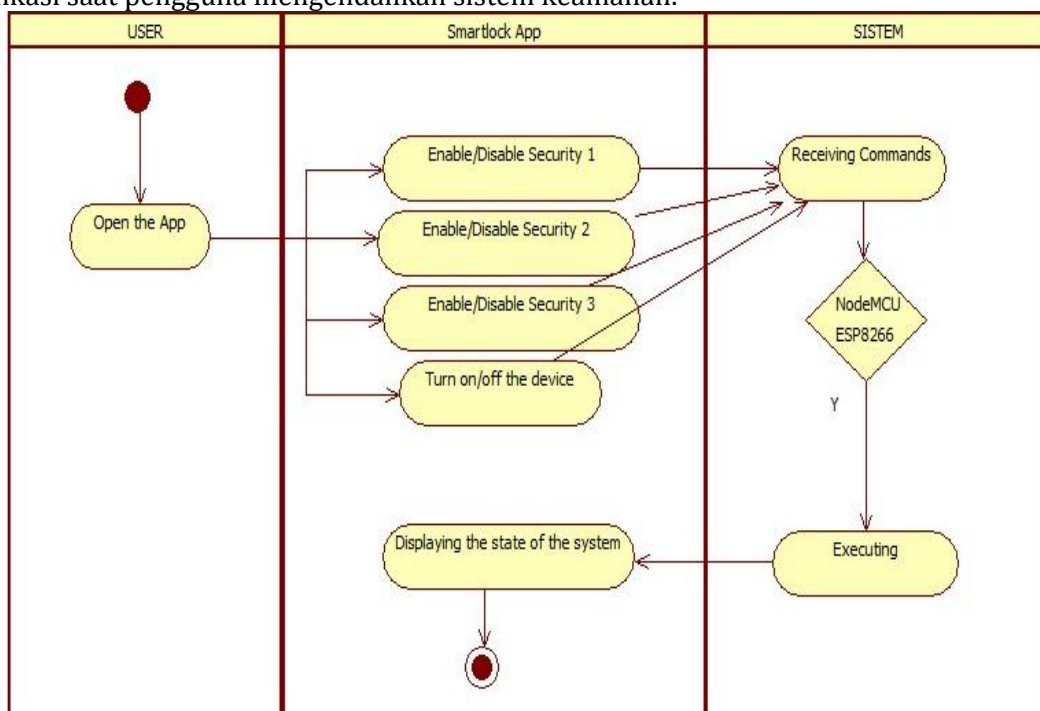 pengguna mengendalikan sistem keamanan.
USER
Smartlock App
SISTEM
Open the App
Enable/Disable Security 1
Enable/Disable Security 2
Enable/Disable Security 3
Turn on/off the device
Receiving Commands
NodeMCU
ESP8266
Y
Executing
Displaying the state of the system